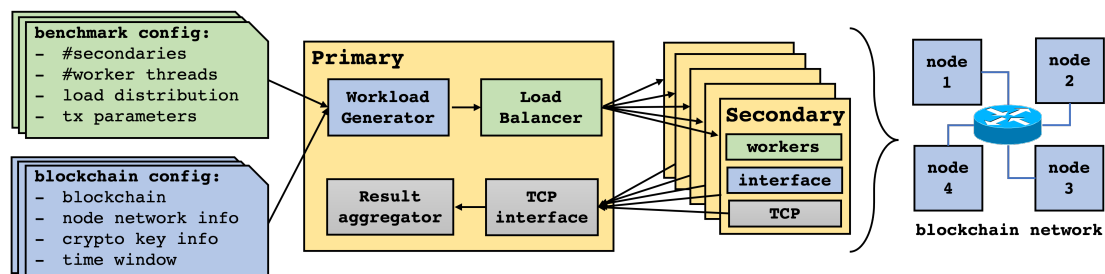 benchmark config:
- #secondaries
- #worker threads
- load distribution
- tx parameters
blockchain config:
- blockchain
- node network info
- crypto key info
- time window
Primary
Workload
Generator
Load
Balancer
Result
aggregator
TCP
interface
Secondary
workers
interface
TCP
node
1
node
2
node
4
node
3
blockchain network